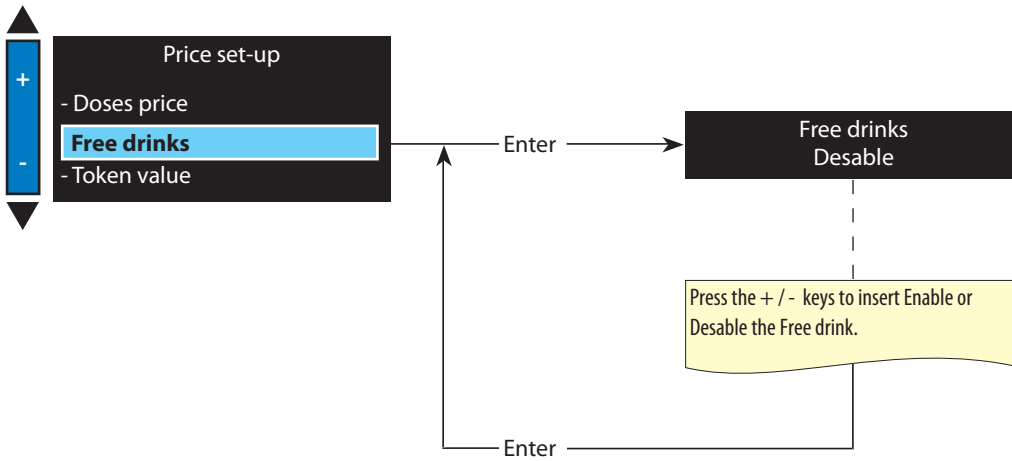 +
-
Price set-up
- Doses price
Free drinks
- Token value
Enter
Free drinks
Desable
Press the + / - keys to insert Enable or
Desable the Free drink.
Enter